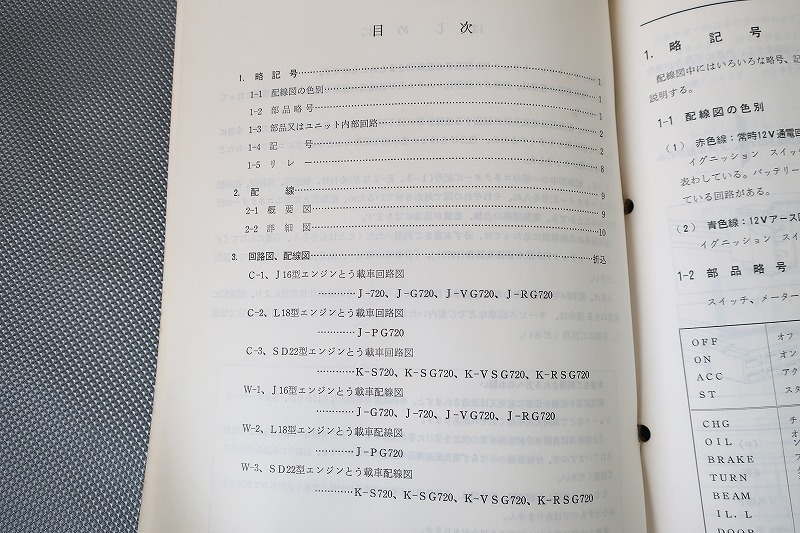 目次
1. 略記号……1
1-1 配線図の色別……1
1-2 部品略号……1
1-3 部品又はユニット内部回路……2
1-4 記号……2
1-5 リレー……8
2. 配線……9
2-1 概要図……9
2-2 詳細図……10
3. 回路図、配線図……折込
C-1、J16型エンジンとう載車回路図
…………J-720、J-G720、J-VG720、J-RG720
C-2、L18型エンジンとう載車回路図
…………J-PG720
C-3、SD22型エンジンとう載車回路図
…………K-S720、K-SG720、K-VSG720、K-RSG720
W-1、J16型エンジンとう載車配線図
…………J-G720、J-720、J-VG720、J-RG720
W-2、L18型エンジンとう載車配線図
…………J-PG720
W-3、SD22型エンジンとう載車配線図
…………K-S720、K-SG720、K-VSG720、K-RSG720
1. 略記号
配線図中にはいろいろな略号、記
説明する。
1-1 配線図の色別
(1) 赤色線:常時12V通電回
イグニッション スイッ
表わしている。バッテリー
ている回路がある。
(2) 青色線:12Vアース回
イグニッション スイ
1-2 部品略号
スイッチ、メーター
OFF オフ
ON オン
ACC アク
ST スタ
CHG チ
OIL オ
BRAKE
TURN
BEAM
IL. L
DOOR